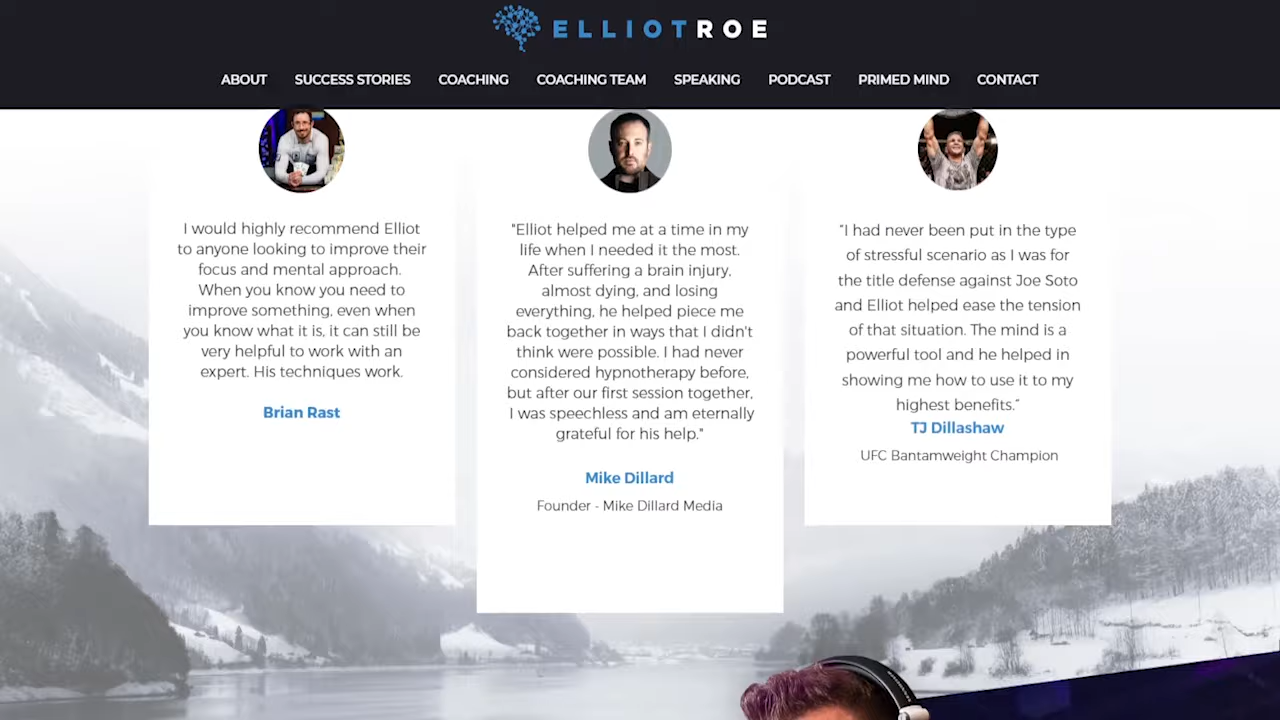 ELLIOTROE
ABOUT SUCCESS STORIES COACHING COACHING TEAM SPEAKING PODCAST PRIMED MIND CONTACT
I would highly recommend Elliot
to anyone looking to improve their
focus and mental approach.
When you know you need to
improve something, even when
you know what it is, it can still be
very helpful to work with an
expert. His techniques work.
Brian Rast
"Elliot helped me at a time in my
life when I needed it the most.
After suffering a brain injury,
almost dying, and losing
everything, he helped piece me
back together in ways that I didn't
think were possible. I had never
considered hypnotherapy before,
but after our first session together,
I was speechless and am eternally
grateful for his help."
Mike Dillard
Founder - Mike Dillard Media
“I had never been put in the type
of stressful scenario as I was for
the title defense against Joe Soto
and Elliot helped ease the tension
of that situation. The mind is a
powerful tool and he helped in
showing me how to use it to my
highest benefits.”
TJ Dillashaw
UFC Bantamweight Champion